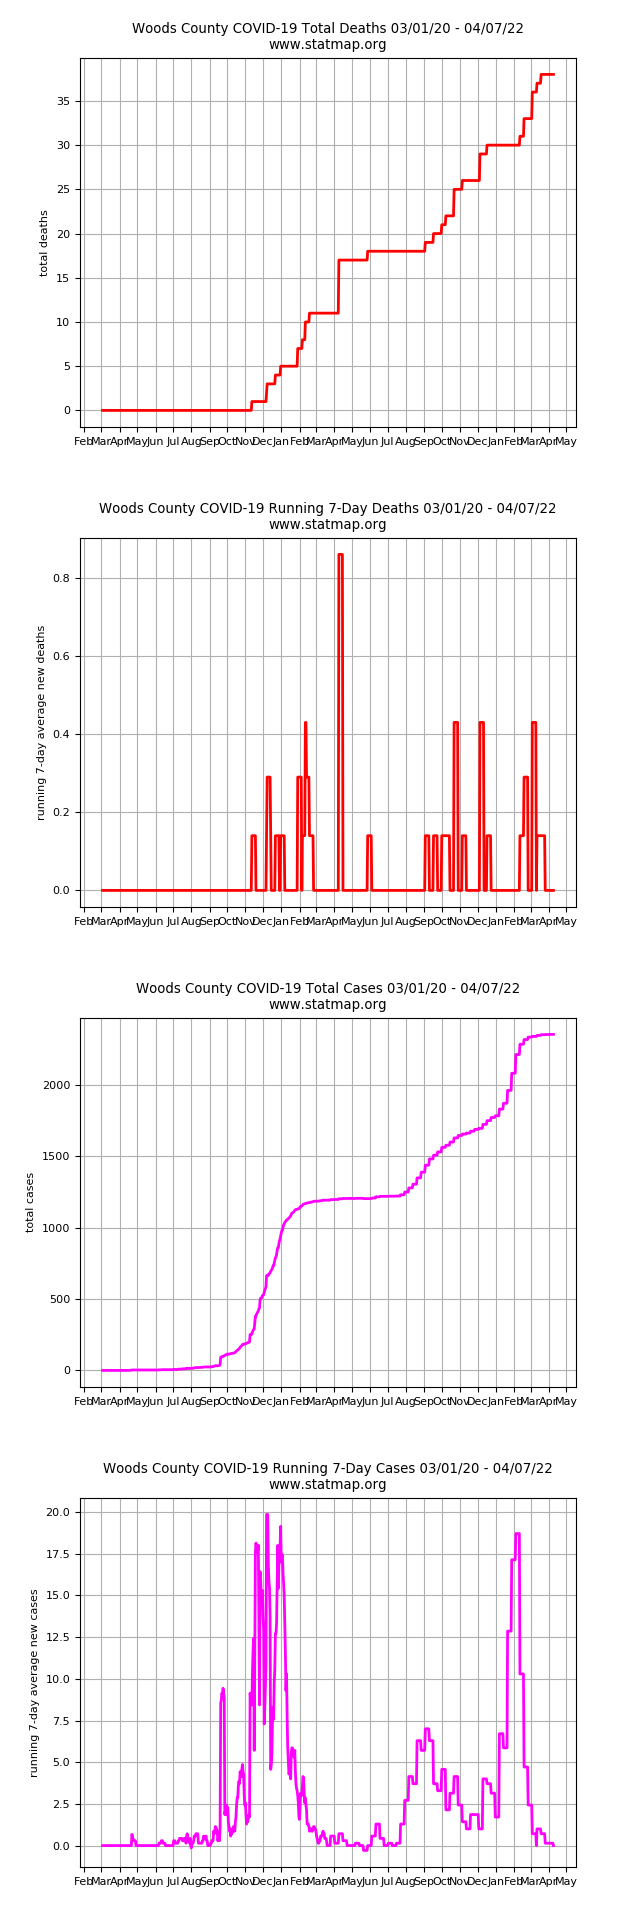 Woods County COVID-19 Total Deaths 03/01/20 - 04/07/22
www.statmap.org
35
30
25
20
15
10
5
0
total deaths
Feb Mar Apr May Jun Jul Aug Sep Oct Nov Dec Jan Feb Mar Apr May Jun Jul Aug Sep Oct Nov Dec Jan Feb Mar Apr May
Woods County COVID-19 Running 7-Day Deaths 03/01/20 - 04/07/22
www.statmap.org
0.8
0.6
0.4
0.2
0.0
running 7-day average new deaths
Feb Mar Apr May Jun Jul Aug Sep Oct Nov Dec Jan Feb Mar Apr May Jun Jul Aug Sep Oct Nov Dec Jan Feb Mar Apr May
Woods County COVID-19 Total Cases 03/01/20 - 04/07/22
www.statmap.org
2000
1500
1000
500
0
total cases
Feb Mar Apr May Jun Jul Aug Sep Oct Nov Dec Jan Feb Mar Apr May Jun Jul Aug Sep Oct Nov Dec Jan Feb Mar Apr May
Woods County COVID-19 Running 7-Day Cases 03/01/20 - 04/07/22
www.statmap.org
20.0
17.5
15.0
12.5
10.0
7.5
5.0
2.5
0.0
running 7-day average new cases
Feb Mar Apr May Jun Jul Aug Sep Oct Nov Dec Jan Feb Mar Apr May Jun Jul Aug Sep Oct Nov Dec Jan Feb Mar Apr May